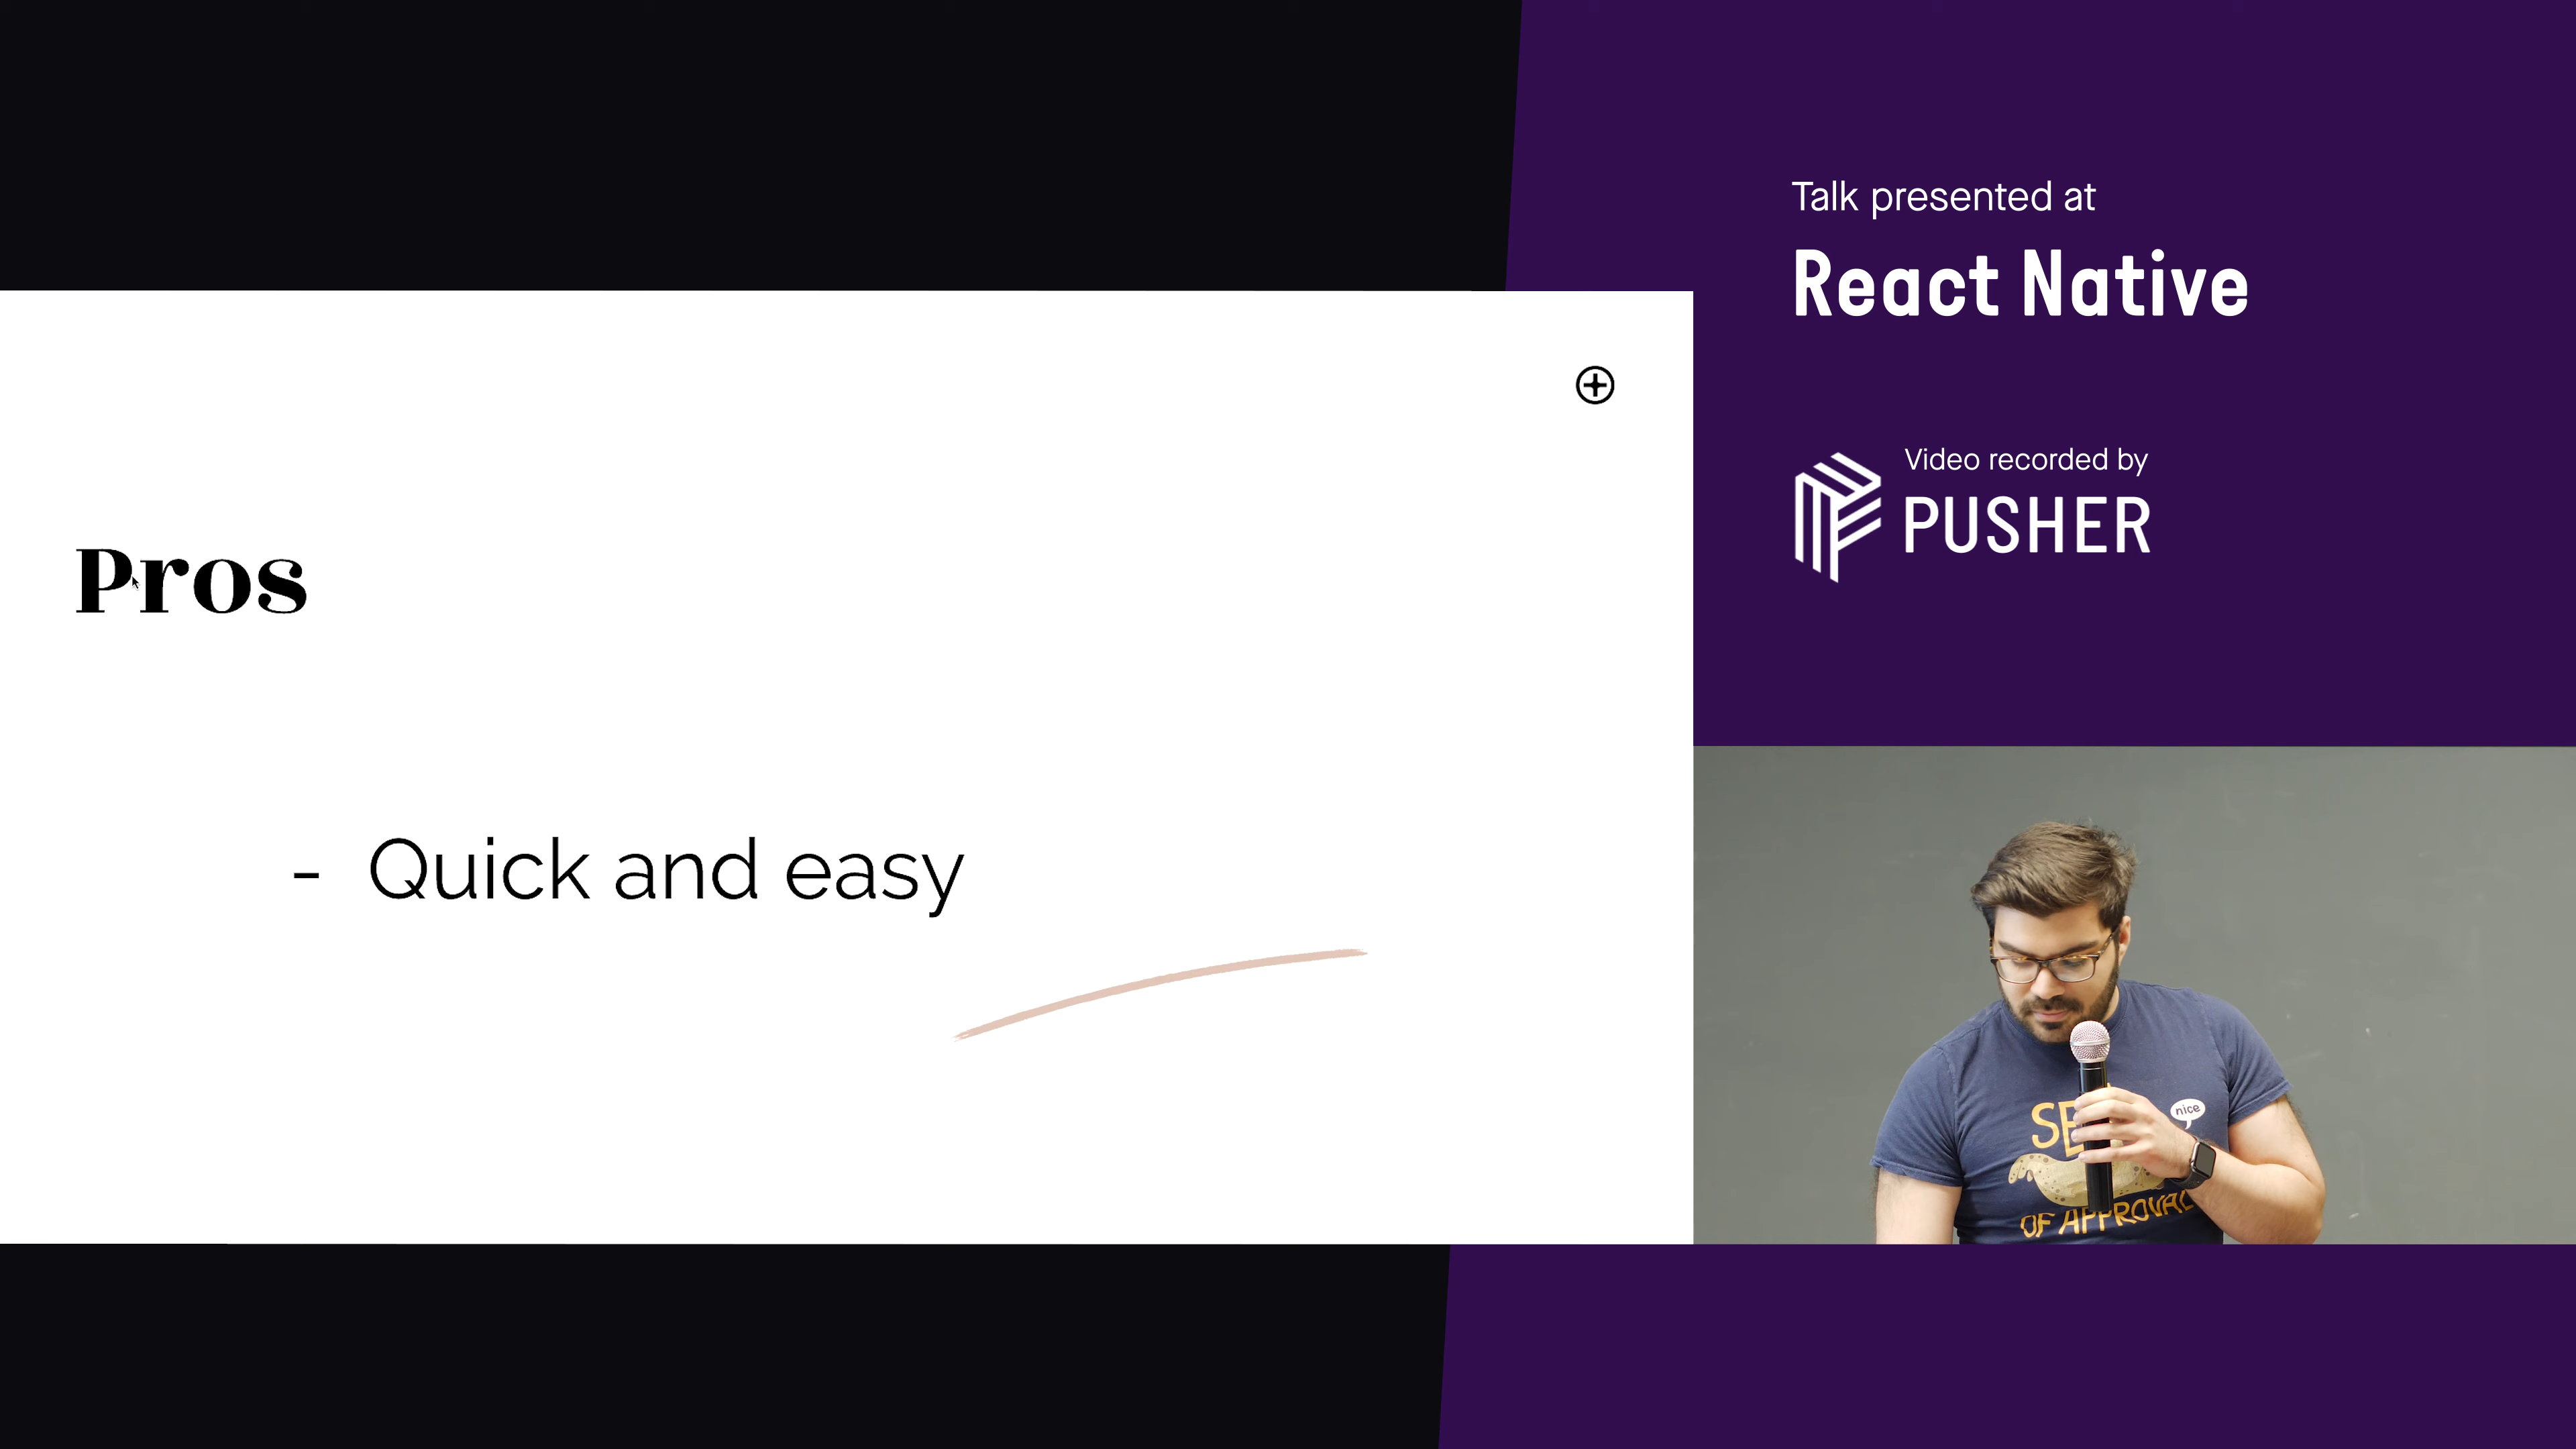 Pros
- Quick and easy
Talk presented at
React Native
Video recorded by
PUSHER
nice
OF APPROVAL